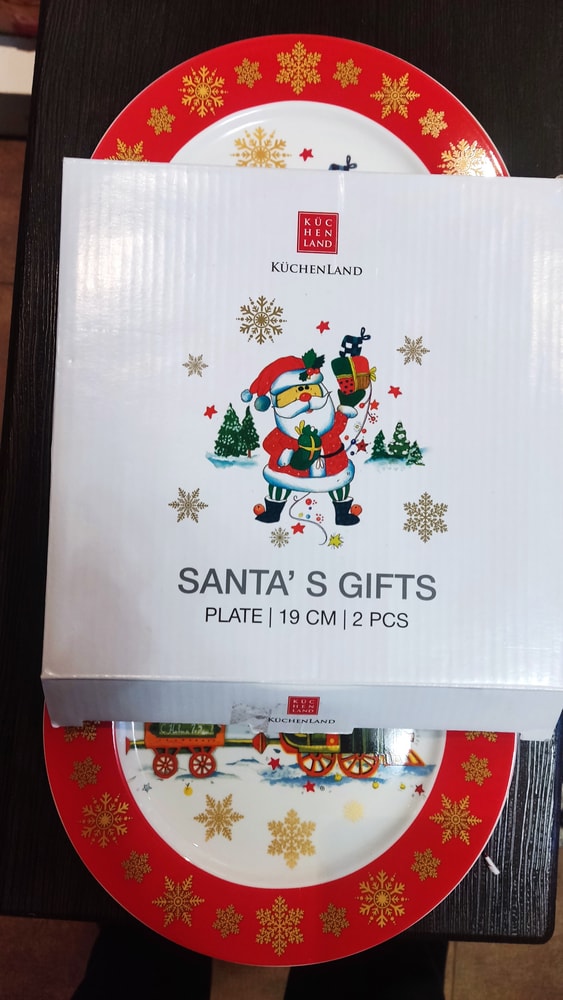 KÜC
HEN
LAND
KÜCHENLAND
SANTA' S GIFTS
PLATE | 19 CM | 2 PCS
KÜC
HEN
LAND
KÜCHENLAND